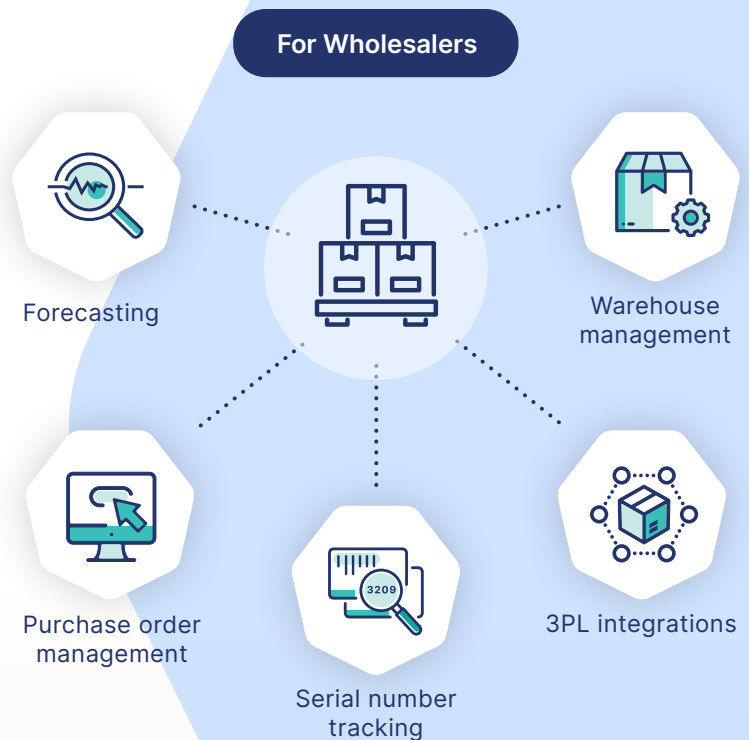 For Wholesalers
Forecasting
Warehouse
management
Purchase order
management
3209
Serial number
tracking
3PL integrations